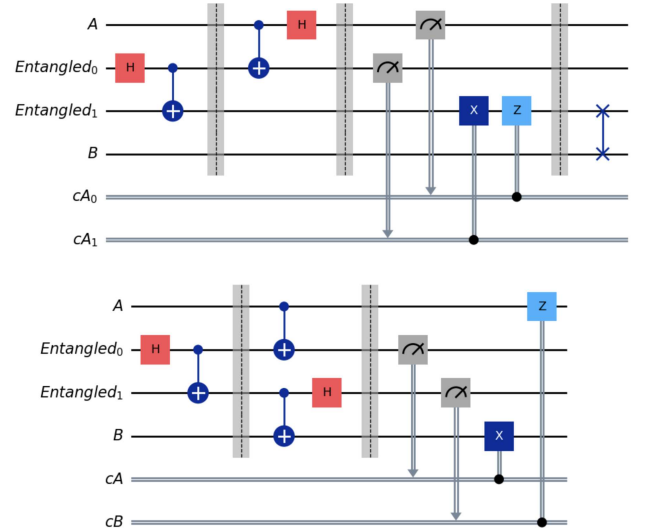 A
H
Entangled₀
H
Entangled₁
X
Z
B
cA₀
cA₁
A
Z
Entangled₀
H
Entangled₁
H
B
X
cA
cB